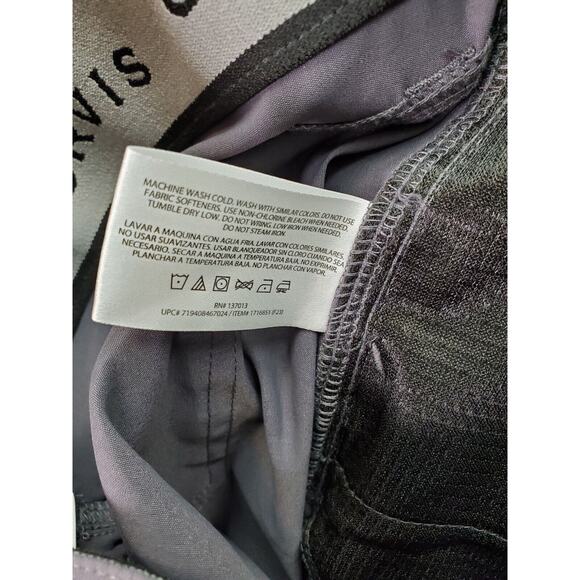 ORVIS
MACHINE WASH COLD. WASH WITH SIMILAR COLORS. DO NOT USE
FABRIC SOFTENERS. USE NON-CHLORINE BLEACH WHEN NEEDED.
TUMBLE DRY LOW. DO NOT WRING. LOW IRON WHEN NEEDED.
DO NOT STEAM IRON.
LAVAR A MAQUINA CON AGUA FRIA. LAVAR CON COLORES SIMILARES.
NO USAR SUAVIZANTES. USAR BLANQUEADOR SIN CLORO CUANDO SEA
NECESARIO. SECAR A MAQUINA A TEMPERATURA BAJA. NO EXPRIMIR.
PLANCHAR A TEMPERATURA BAJA. NO PLANCHAR CON VAPOR.
RN# 137013
UPC# 719408467024 / ITEM# 1716851 (F23)